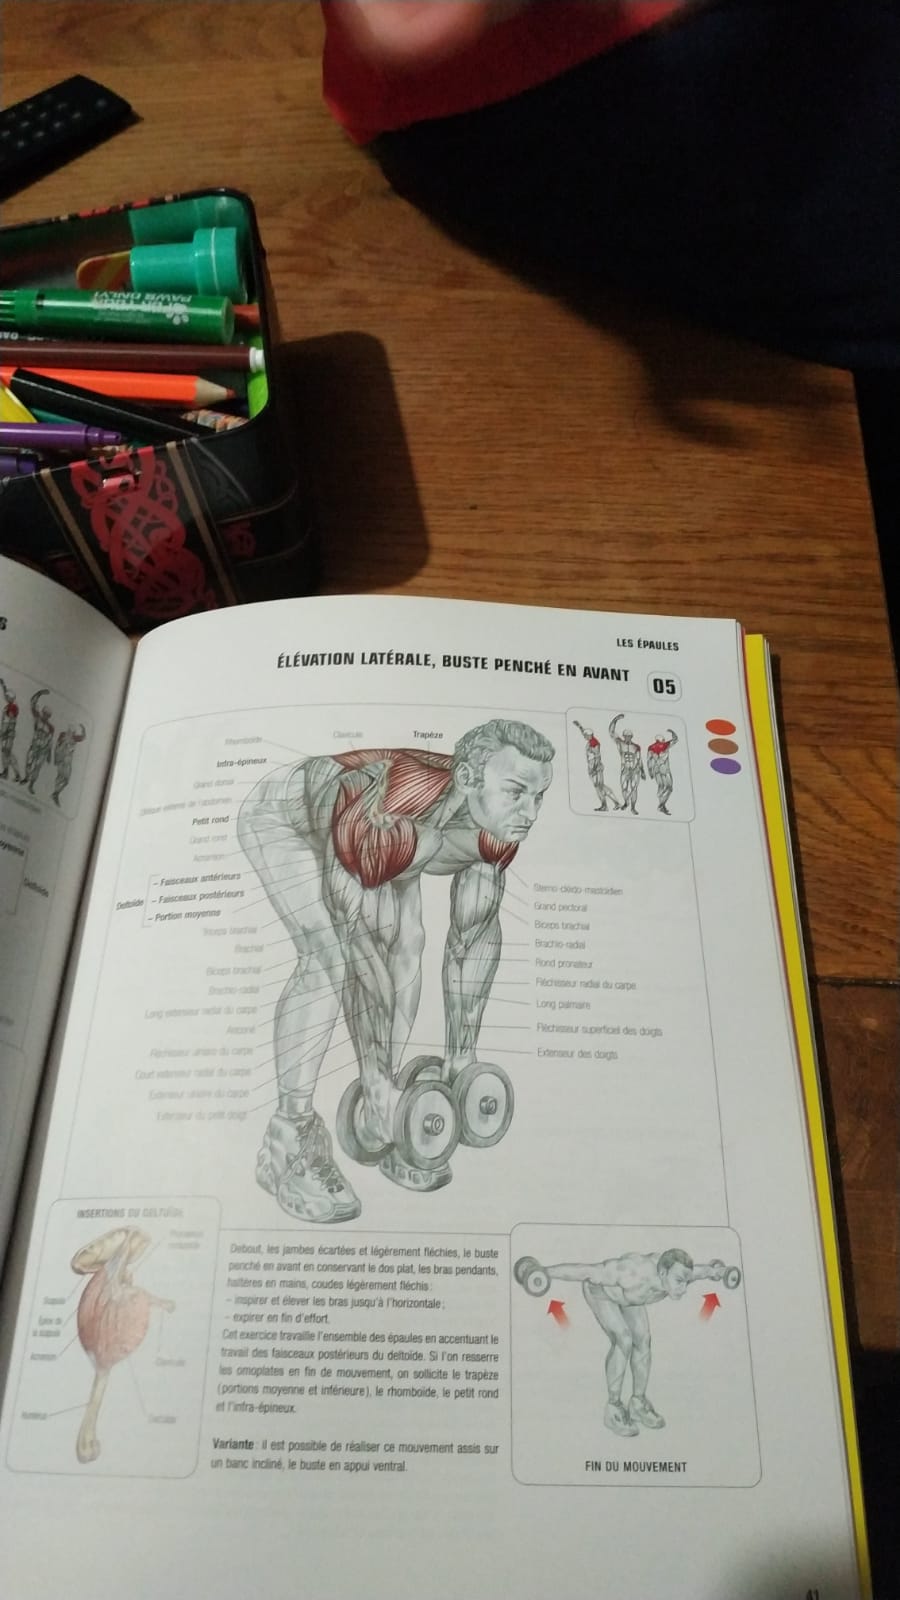 LES ÉPAULES
ÉLÉVATION LATÉRALE, BUSTE PENCHÉ EN AVANT
05
Rhomboïde
Clavicule
Trapèze
Infra-épineux
Grand dorsal
Oblique externe de l'abdomen
Petit rond
Grand rond
Acromion
Deltoïde
– Faisceaux antérieurs
– Faisceaux postérieurs
– Portion moyenne
Triceps brachial
Brachial
Biceps brachial
Brachio-radial
Long extenseur radial du carpe
Anconé
Fléchisseur ulnaire du carpe
Court extenseur radial du carpe
Extenseur ulnaire du carpe
Extenseur du petit doigt
Sterno-cléido-mastoïdien
Grand pectoral
Biceps brachial
Brachio-radial
Rond pronateur
Fléchisseur radial du carpe
Long palmaire
Fléchisseur superficiel des doigts
Extenseur des doigts
INSERTIONS DU DELTOÏDE
Scapula
Épine de
la scapula
Acromion
Humérus
Clavicule
Debout, les jambes écartées et légèrement fléchies, le buste
penché en avant en conservant le dos plat, les bras pendants,
haltères en mains, coudes légèrement fléchis :
– inspirer et élever les bras jusqu'à l'horizontale ;
– expirer en fin d'effort.
Cet exercice travaille l'ensemble des épaules en accentuant le
travail des faisceaux postérieurs du deltoïde. Si l'on resserre
les omoplates en fin de mouvement, on sollicite le trapèze
(portions moyenne et inférieure), le rhomboïde, le petit rond
et l'infra-épineux.
Variante : il est possible de réaliser ce mouvement assis sur
un banc incliné, le buste en appui ventral.
FIN DU MOUVEMENT
41